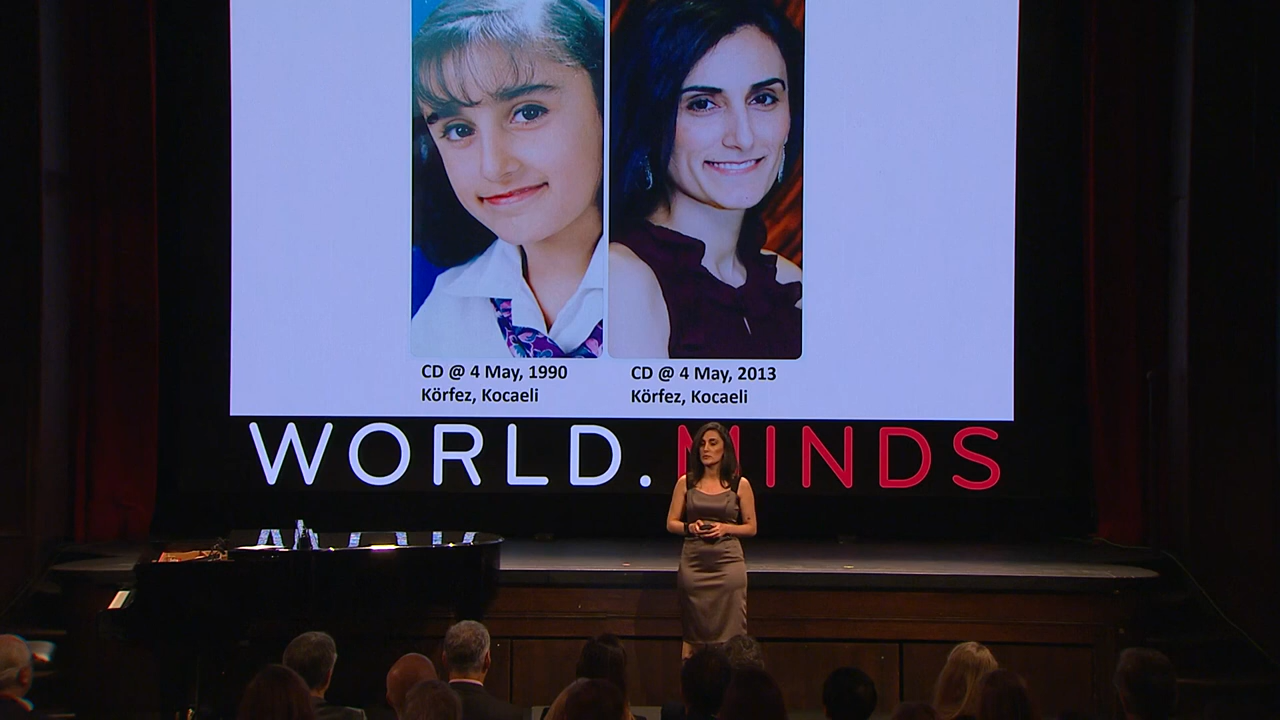 CD @ 4 May, 1990
Körfez, Kocaeli
CD @ 4 May, 2013
Körfez, Kocaeli
WORLD.MINDS